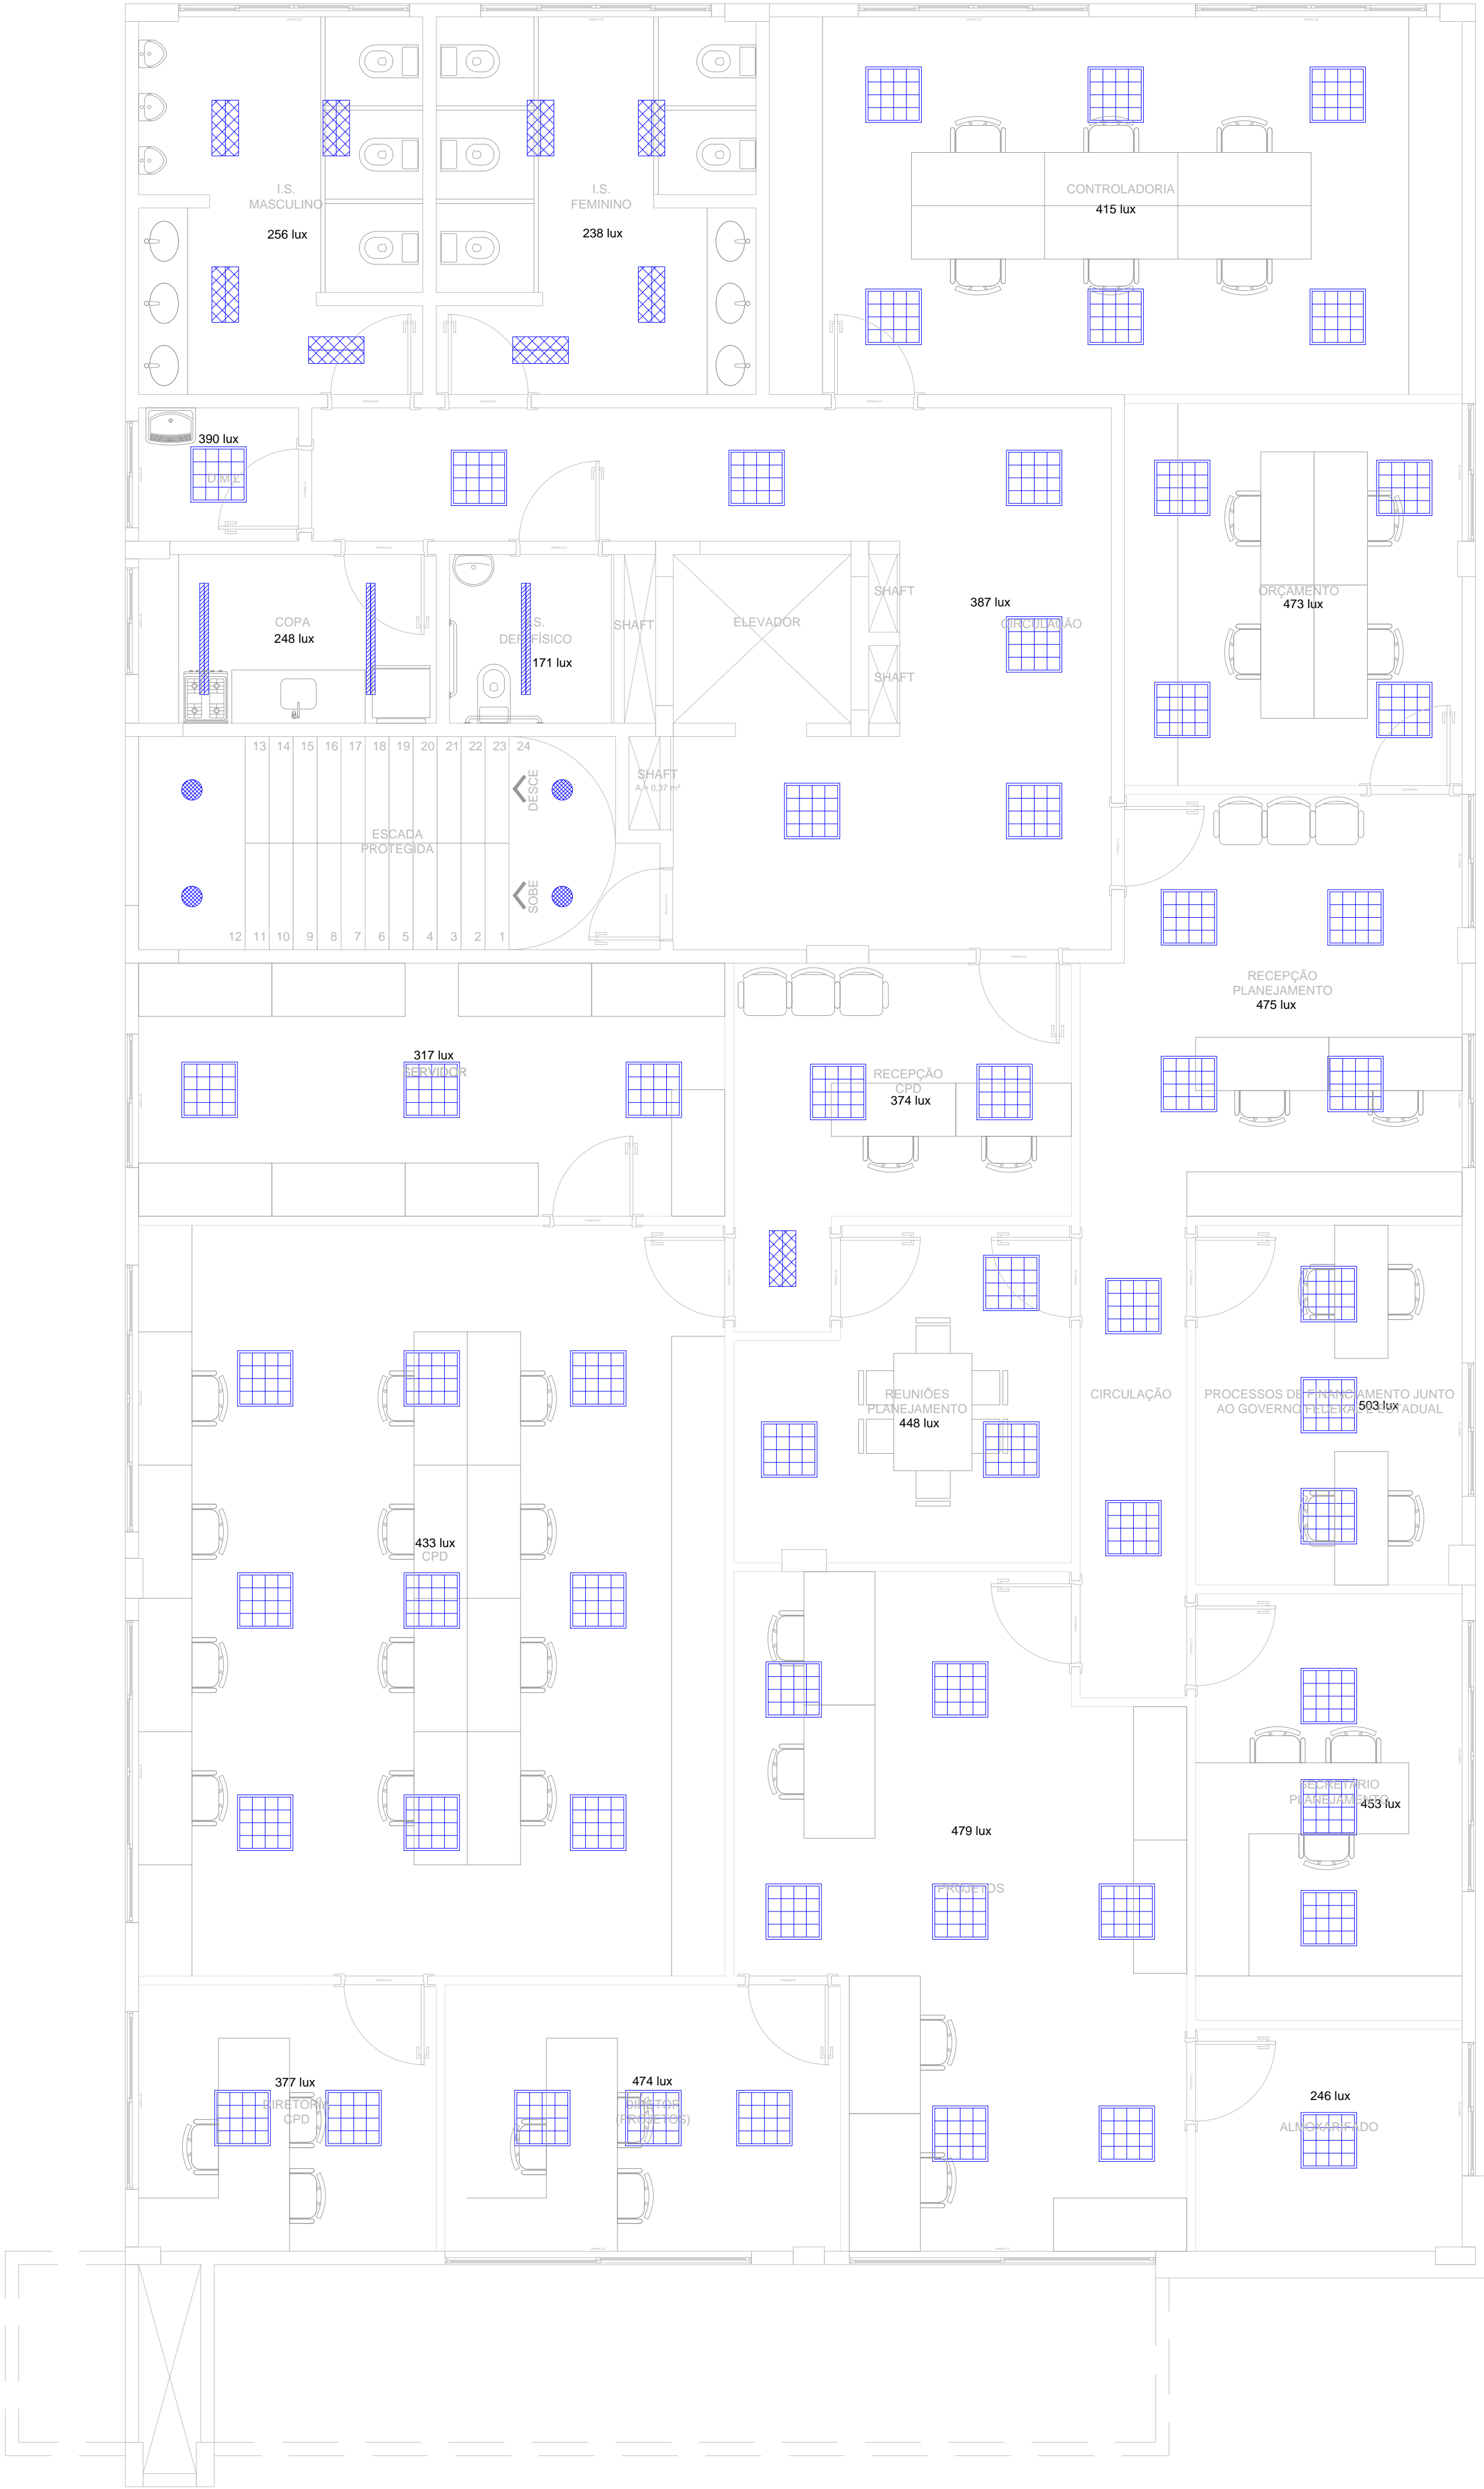 I.S.
MASCULINO
256 lux
I.S.
FEMININO
238 lux
CONTROLADORIA
415 lux
390 lux
D.M.L
COPA
248 lux
I.S.
DEF. FÍSICO
171 lux
SHAFT
ELEVADOR
SHAFT
SHAFT
387 lux
CIRCULAÇÃO
ORÇAMENTO
473 lux
13 14 15 16 17 18 19 20 21 22 23 24
DESCE
SHAFT
A = 0,37 m²
ESCADA
PROTEGIDA
SOBE
12 11 10 9 8 7 6 5 4 3 2 1
RECEPÇÃO
PLANEJAMENTO
475 lux
317 lux
SERVIDOR
RECEPÇÃO
CPD
374 lux
REUNIÕES
PLANEJAMENTO
448 lux
CIRCULAÇÃO
PROCESSOS DE FINANCIAMENTO JUNTO
AO GOVERNO FEDERAL E ESTADUAL
503 lux
433 lux
CPD
SECRETÁRIO
PLANEJAMENTO
453 lux
479 lux
PROJETOS
377 lux
DIRETORIA
CPD
474 lux
DIRETOR
(PROJETOS)
246 lux
ALMOXARIFADO